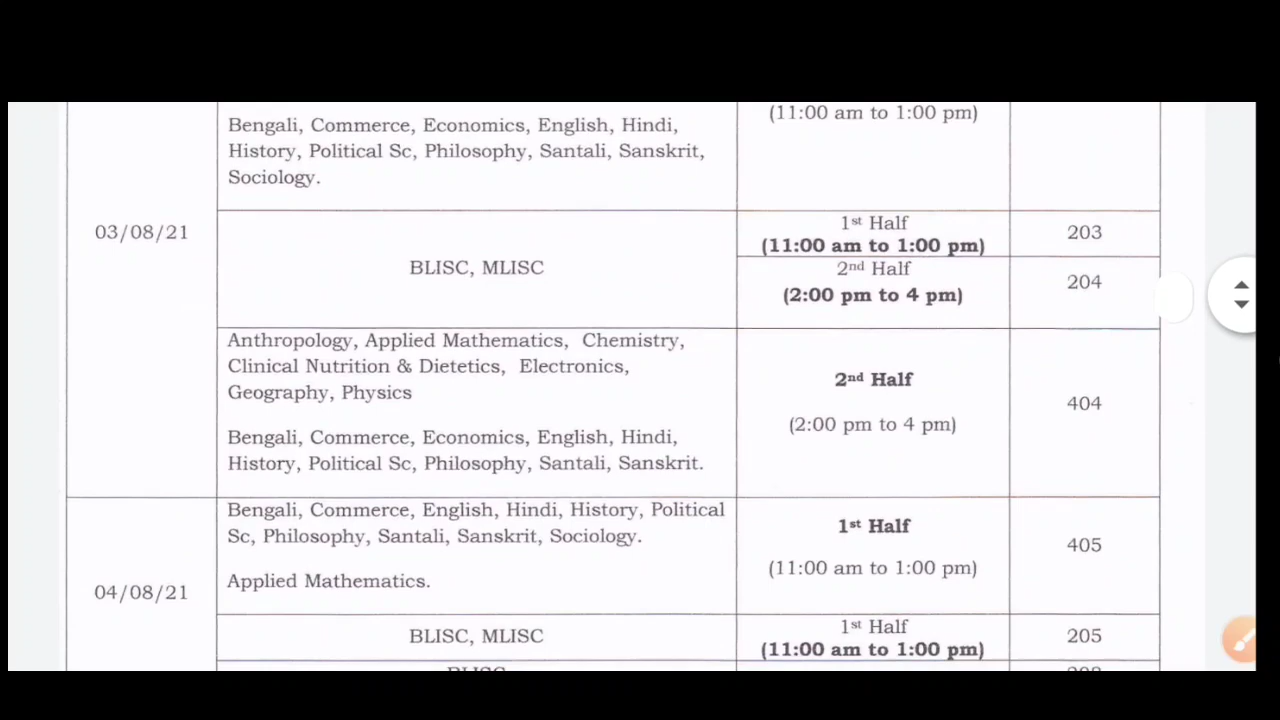 (11:00 am to 1:00 pm)
Bengali, Commerce, Economics, English, Hindi,
History, Political Sc, Philosophy, Santali, Sanskrit,
Sociology.
03/08/21
BLISC, MLISC
1st Half
(11:00 am to 1:00 pm)
203
2nd Half
(2:00 pm to 4 pm)
204
Anthropology, Applied Mathematics, Chemistry,
Clinical Nutrition & Dietetics, Electronics,
Geography, Physics
Bengali, Commerce, Economics, English, Hindi,
History, Political Sc, Philosophy, Santali, Sanskrit.
2nd Half
(2:00 pm to 4 pm)
404
04/08/21
Bengali, Commerce, English, Hindi, History, Political
Sc, Philosophy, Santali, Sanskrit, Sociology.
Applied Mathematics.
1st Half
(11:00 am to 1:00 pm)
405
BLISC, MLISC
1st Half
(11:00 am to 1:00 pm)
205